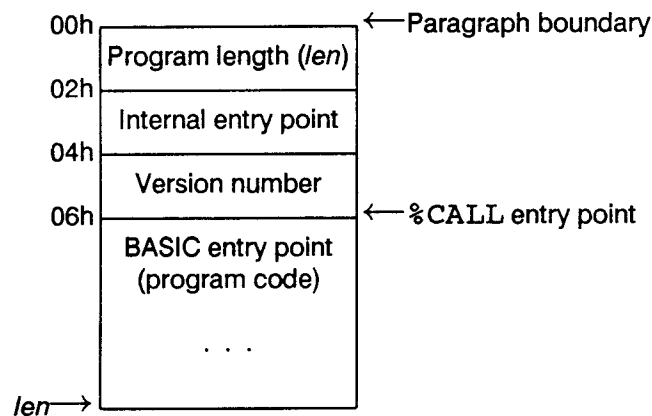 00h
Paragraph boundary
Program length (len)
02h
Internal entry point
04h
Version number
06h
%CALL entry point
BASIC entry point
(program code)
. . .
len